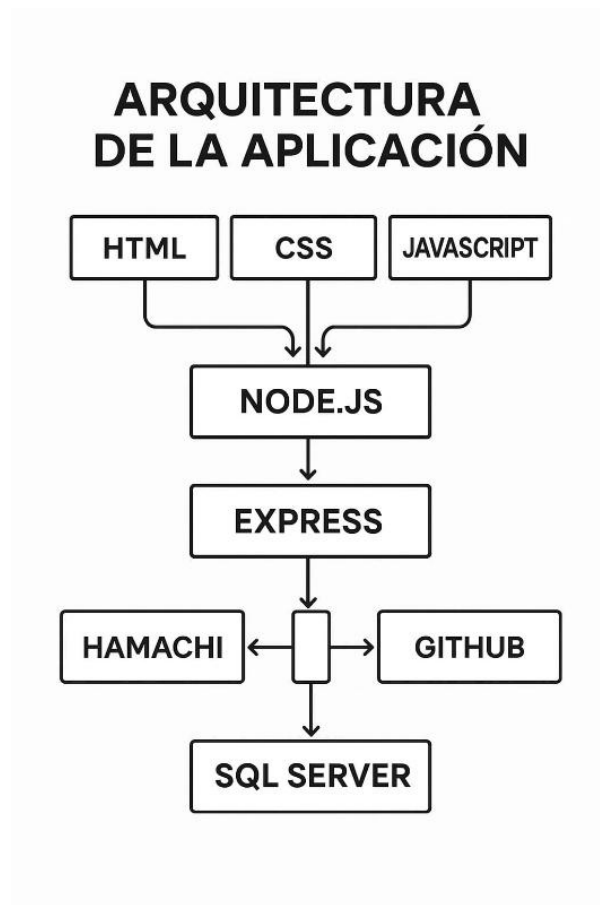 ARQUITECTURA
DE LA APLICACIÓN
HTML
CSS
JAVASCRIPT
NODE.JS
EXPRESS
HAMACHI
GITHUB
SQL SERVER